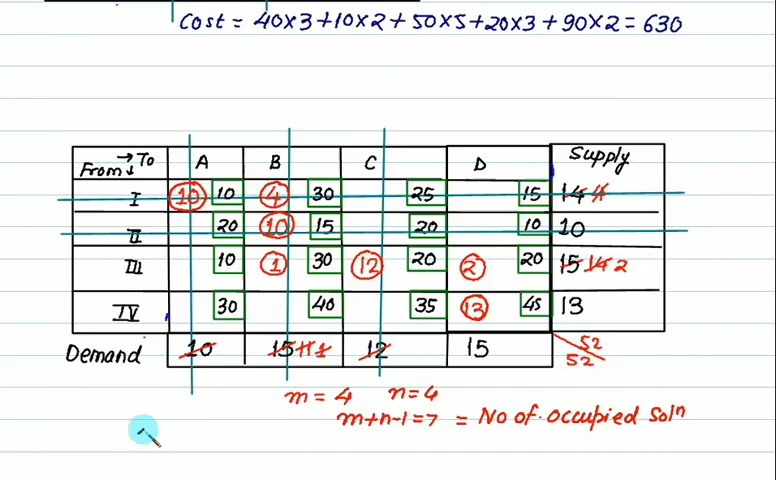 Cost = 40×3+10×2+50×5+20×3+90×2=630
From↓ →To A B C D Supply
I 10 10 4 30 25 15 14 4
II 20 10 15 20 10 10
III 10 1 30 12 20 2 20 15 14 2
IV 30 40 35 13 45 13
Demand 10 15 11 1 12 15 52
52
m = 4 n = 4
m+n-1=7 = No of. occupied solⁿ